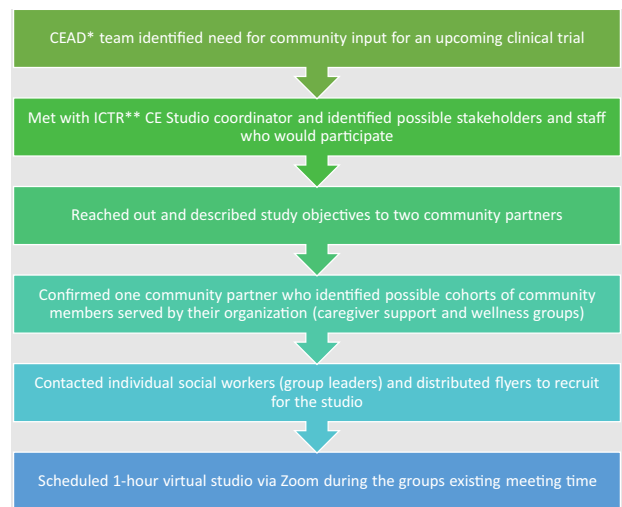 CEAD* team identified need for community input for an upcoming clinical trial
Met with ICTR** CE Studio coordinator and identified possible stakeholders and staff
who would participate
Reached out and described study objectives to two community partners
Confirmed one community partner who identified possible cohorts of community
members served by their organization (caregiver support and wellness groups)
Contacted individual social workers (group leaders) and distributed flyers to recruit
for the studio
Scheduled 1-hour virtual studio via Zoom during the groups existing meeting time